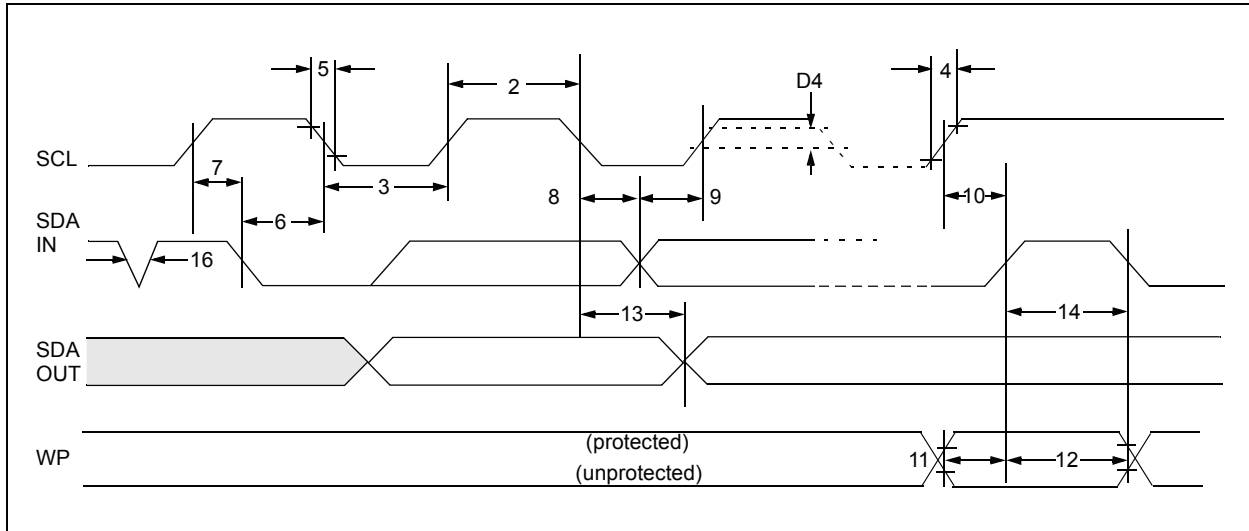 5
2
D4
4
SCL
7
3
8
9
10
SDA
IN
6
16
13
14
SDA
OUT
WP
(protected)
(unprotected)
11
12